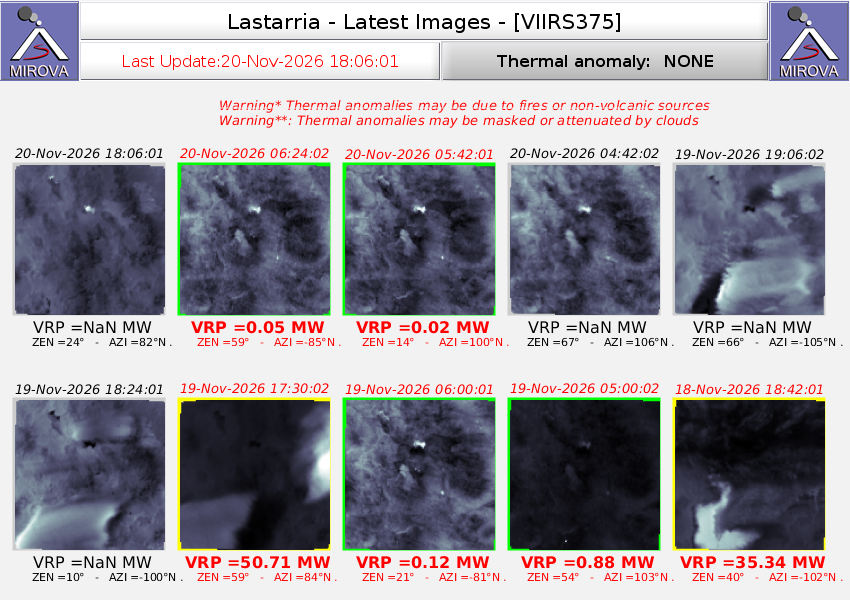 Lastarria - Latest Images - [VIIRS375]
MIROVA
MIROVA
Last Update:20-Nov-2026 18:06:01
Thermal anomaly: NONE
Warning* Thermal anomalies may be due to fires or non-volcanic sources
Warning**: Thermal anomalies may be masked or attenuated by clouds
20-Nov-2026 18:06:01 20-Nov-2026 06:24:02 20-Nov-2026 05:42:01 20-Nov-2026 04:42:02 19-Nov-2026 19:06:02
VRP =NaN MW VRP =0.05 MW VRP =0.02 MW VRP =NaN MW VRP =NaN MW
ZEN =24° - AZI =82°N . ZEN =59° - AZI =-85°N . ZEN =14° - AZI =100°N . ZEN =67° - AZI =106°N . ZEN =66° - AZI =-105°N .
19-Nov-2026 18:24:01 19-Nov-2026 17:30:02 19-Nov-2026 06:00:01 19-Nov-2026 05:00:02 18-Nov-2026 18:42:01
VRP =NaN MW VRP =50.71 MW VRP =0.12 MW VRP =0.88 MW VRP =35.34 MW
ZEN =10° - AZI =-100°N . ZEN =59° - AZI =84°N . ZEN =21° - AZI =-81°N . ZEN =54° - AZI =103°N . ZEN =40° - AZI =-102°N .